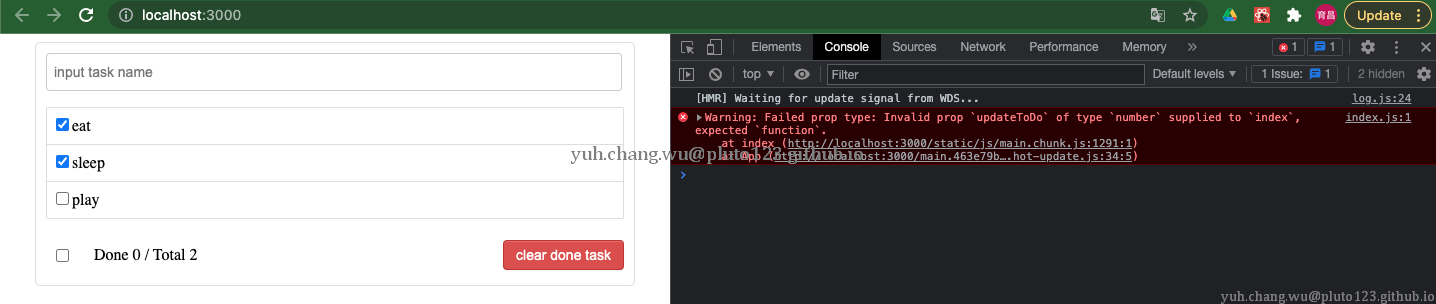 localhost:3000
育昌
Update
input task name
eat
sleep
play
Done 0 / Total 2
clear done task
Elements Console Sources Network Performance Memory » 1 1
top Filter Default levels 1 Issue: 1 2 hidden
[HMR] Waiting for update signal from WDS... log.js:24
Warning: Failed prop type: Invalid prop `updateToDo` of type `number` supplied to `index`, index.js:1
expected `function`.
at index (http://localhost:3000/static/js/main.chunk.js:1291:1)
at App (http://localhost:3000/main.463e79b….hot-update.js:34:5)
yuh.chang.wu@pluto123.github.io
yuh.chang.wu@pluto123.github.io